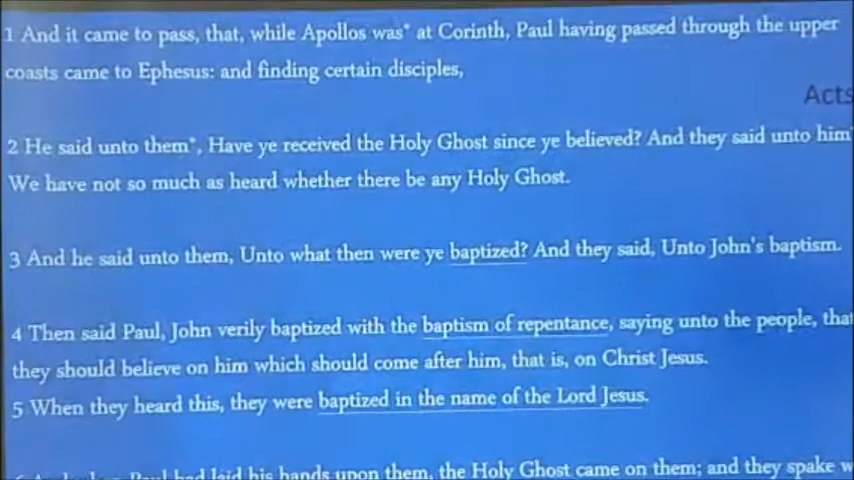 1 And it came to pass, that, while Apollos was* at Corinth, Paul having passed through the upper
coasts came to Ephesus: and finding certain disciples,
Acts
2 He said unto them*, Have ye received the Holy Ghost since ye believed? And they said unto him
We have not so much as heard whether there be any Holy Ghost.
3 And he said unto them, Unto what then were ye baptized? And they said, Unto John's baptism.
4 Then said Paul, John verily baptized with the baptism of repentance, saying unto the people, that
they should believe on him which should come after him, that is, on Christ Jesus.
5 When they heard this, they were baptized in the name of the Lord Jesus.
Paul had laid his hands upon them, the Holy Ghost came on them; and they spake w